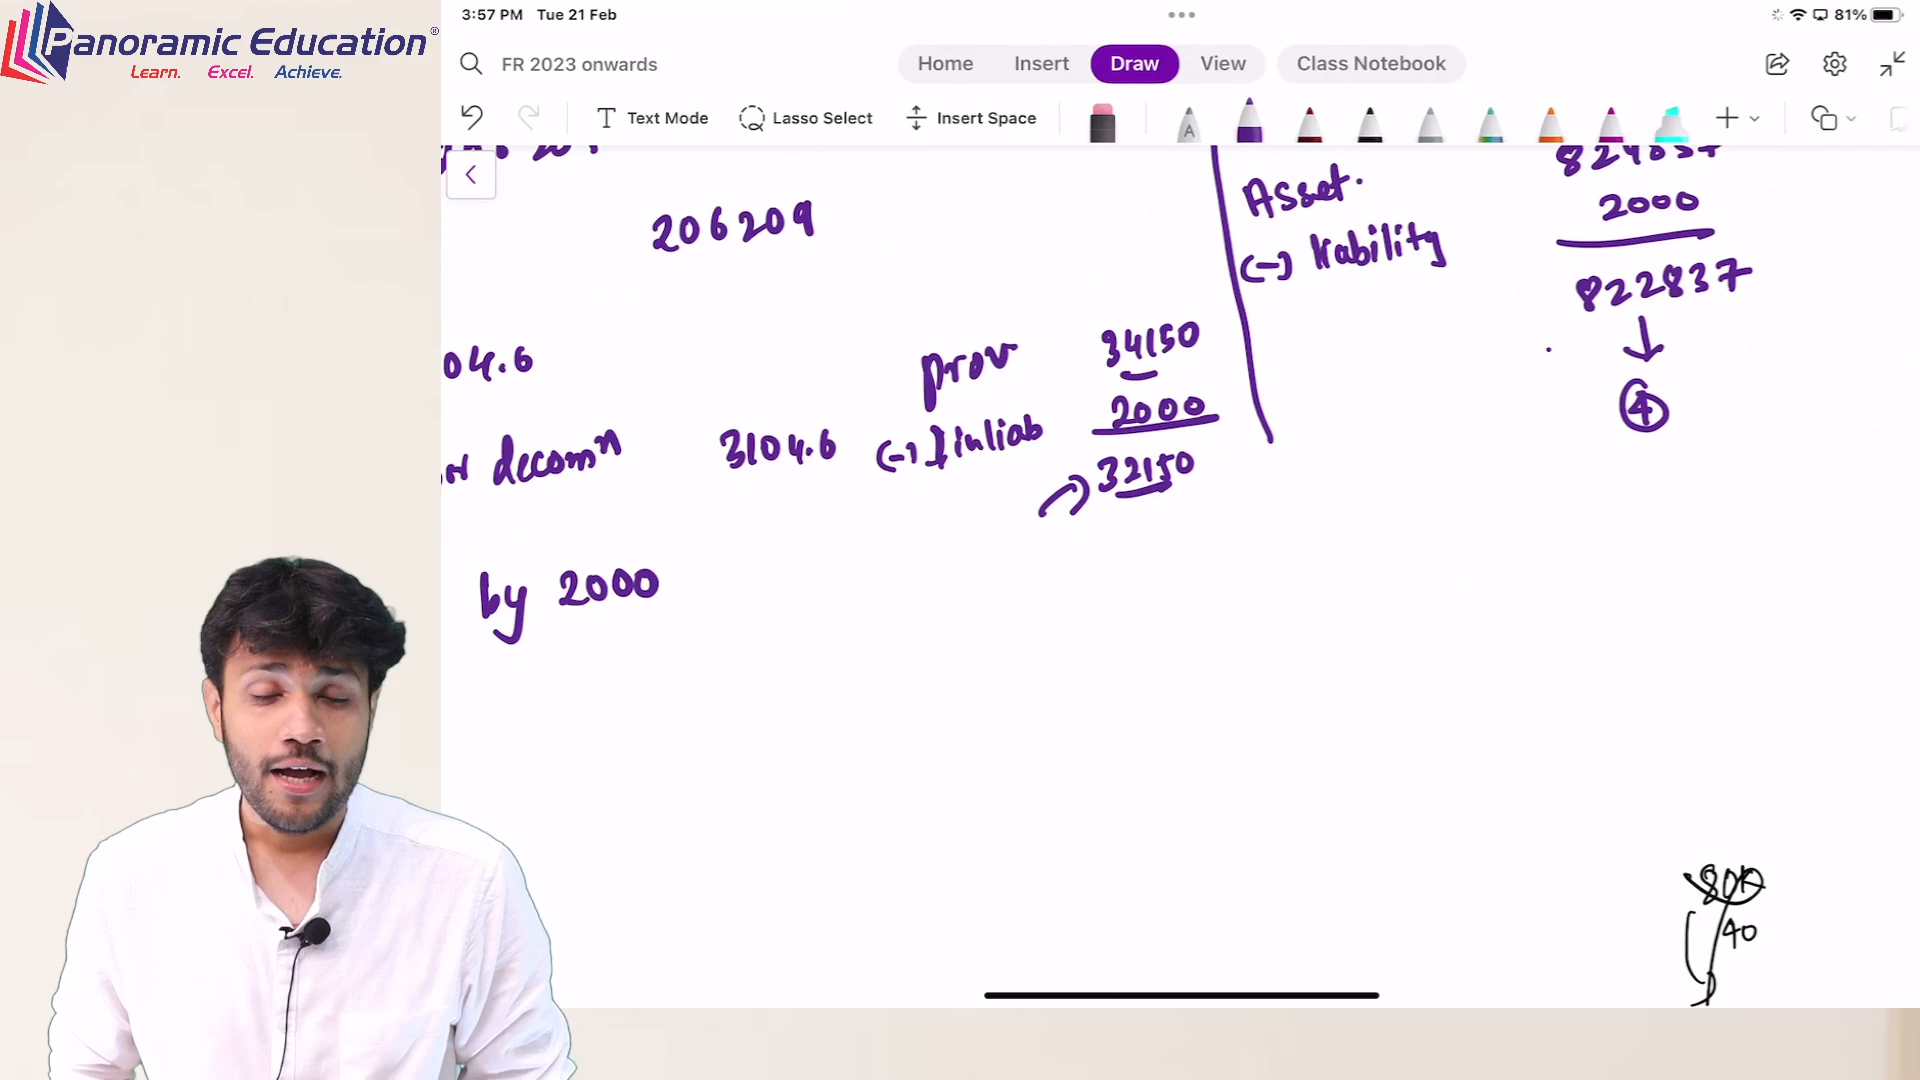 Panoramic Education®
Learn. Excel. Achieve.
3:57 PM Tue 21 Feb
81%
FR 2023 onwards
Home Insert Draw View Class Notebook
Text Mode Lasso Select Insert Space
A
206209
04.6
decomn 3104.6
by 2000
prov 34150
(-) finliab 2000
32150
Asset. 824837
(-) liability 2000
822837
4
40